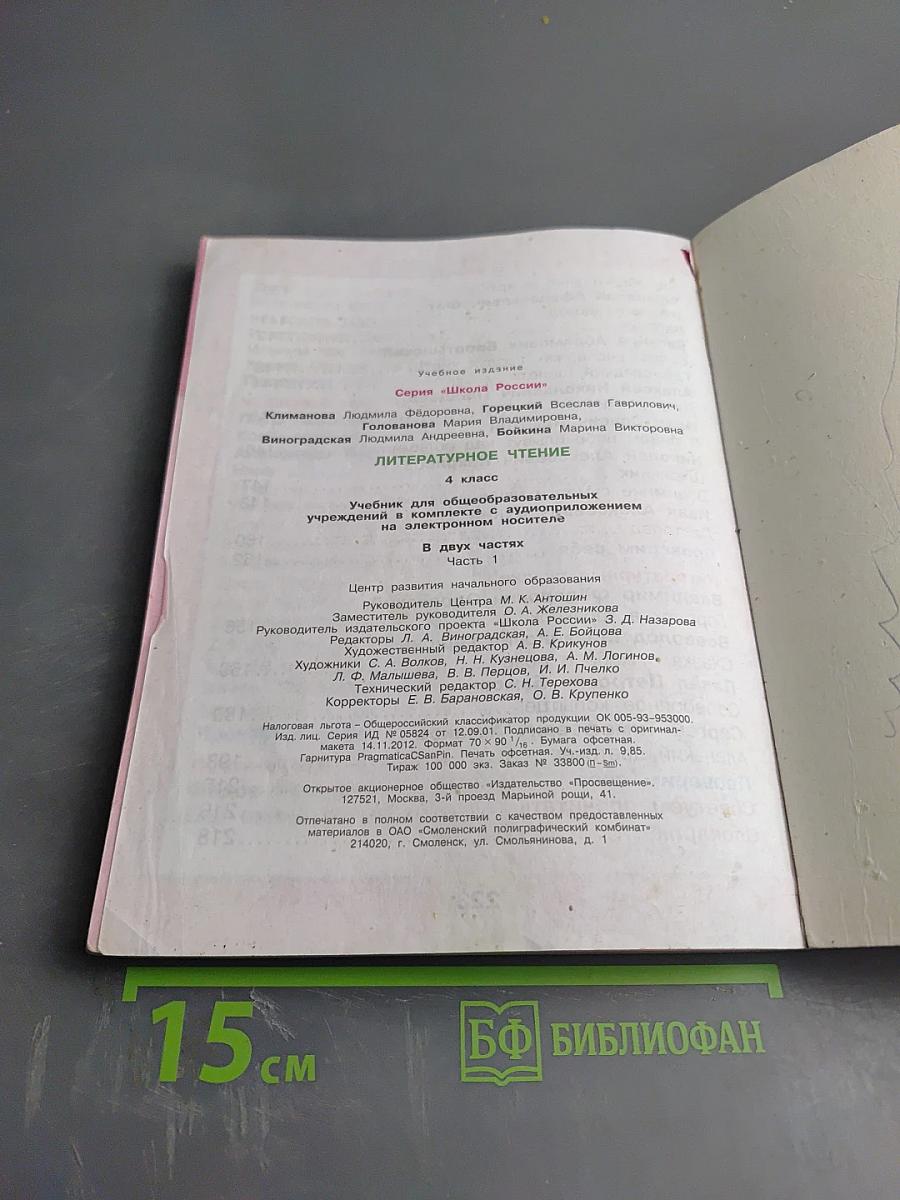 Учебное издание
Серия «Школа России»
Климанова Людмила Фёдоровна, Горецкий Всеслав Гаврилович,
Голованова Мария Владимировна,
Виноградская Людмила Андреевна, Бойкина Марина Викторовна
ЛИТЕРАТУРНОЕ ЧТЕНИЕ
4 класс
Учебник для общеобразовательных
учреждений в комплекте с аудиоприложением
на электронном носителе
В двух частях
Часть 1
Центр развития начального образования
Руководитель Центра М. К. Антошин
Заместитель руководителя О. А. Железникова
Руководитель издательского проекта «Школа России» З. Д. Назарова
Редакторы Л. А. Виноградская, А. Е. Бойцова
Художественный редактор А. В. Крикунов
Художники С. А. Волков, Н. Н. Кузнецова, А. М. Логинов,
Л. Ф. Малышева, В. В. Перцов, И. И. Пчелко
Технический редактор С. Н. Терехова
Корректоры Е. В. Барановская, О. В. Крупенко
Налоговая льгота – Общероссийский классификатор продукции ОК 005-93–953000.
Изд. лиц. Серия ИД № 05824 от 12.09.01. Подписано в печать с оригинал-
макета 14.11.2012. Формат 70 × 90 1/16. Бумага офсетная.
Гарнитура PragmaticaCSanPin. Печать офсетная. Уч.-изд. л. 9,85.
Тираж 100 000 экз. Заказ № 33800 (п–Sm).
Открытое акционерное общество «Издательство «Просвещение».
127521, Москва, 3-й проезд Марьиной рощи, 41.
Отпечатано в полном соответствии с качеством предоставленных
материалов в ОАО «Смоленский полиграфический комбинат»
214020, г. Смоленск, ул. Смольянинова, д. 1
15 см
БФ БИБЛИОФАН